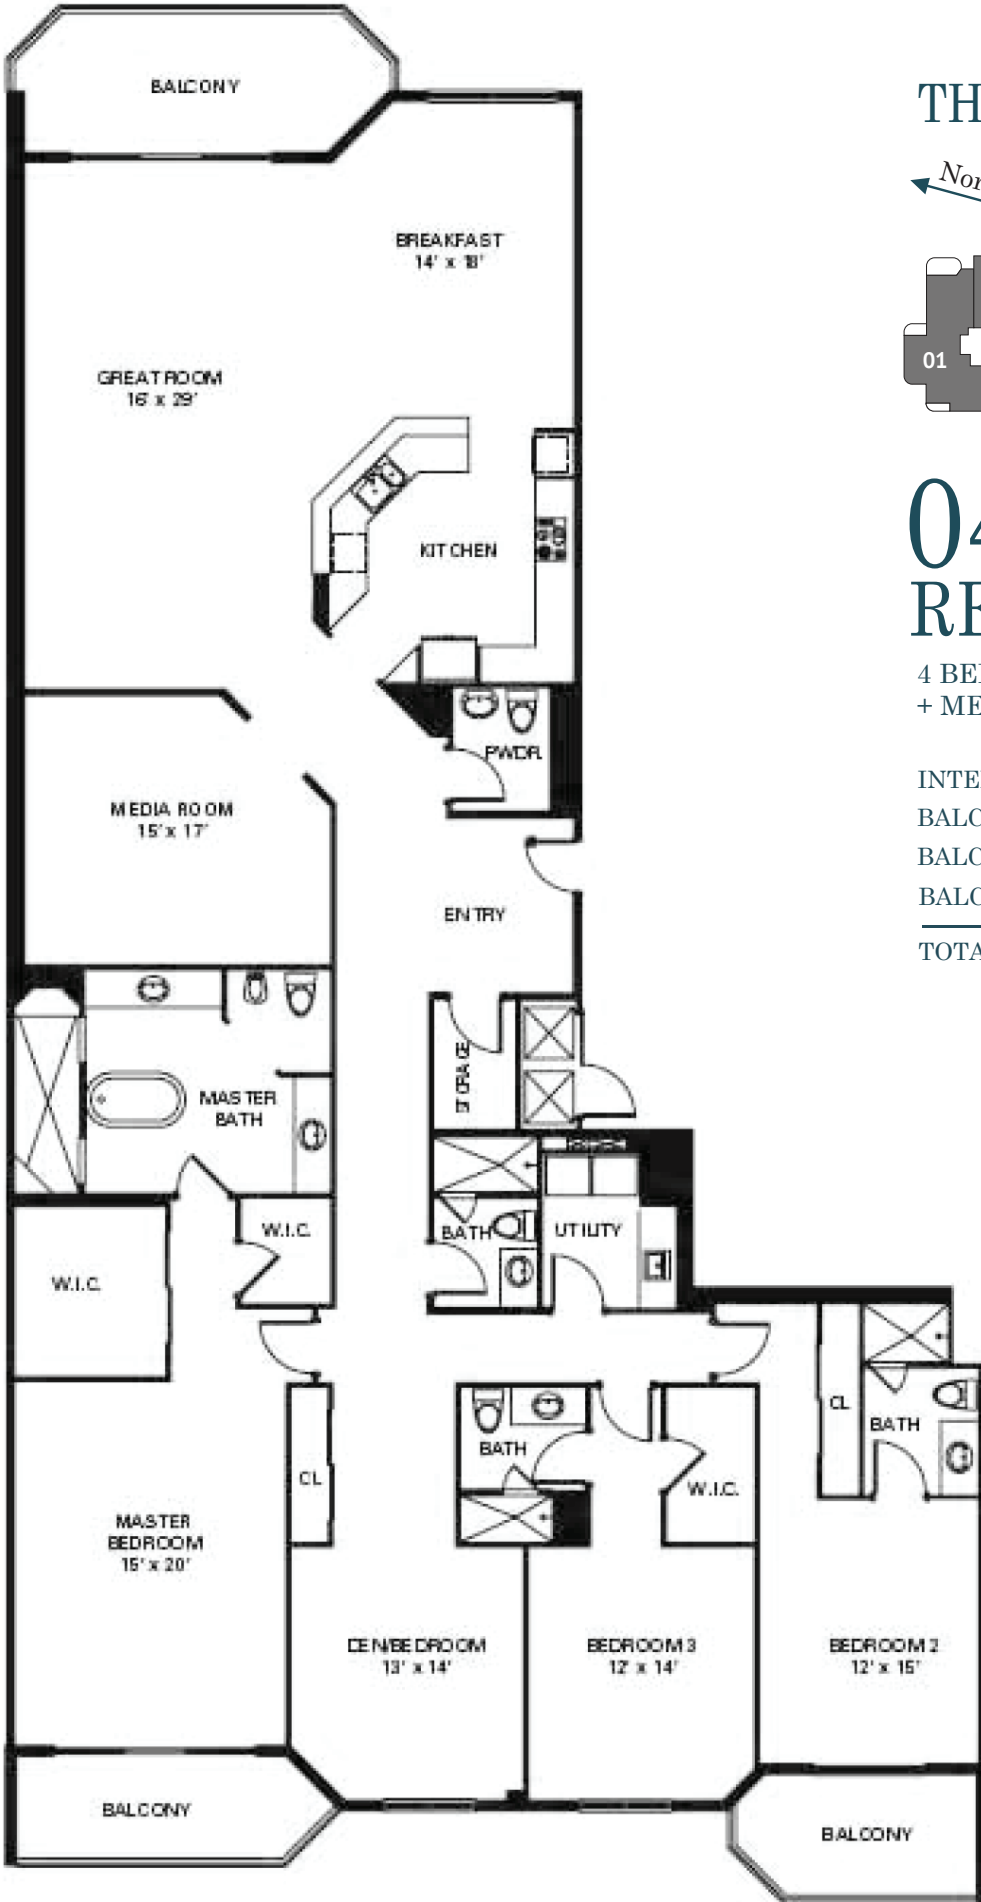 BALCONY
TH
Nor
BREAKFAST
14' x 18'
01
GREAT ROOM
16' x 29'
04
RE
KITCHEN
4 BE
+ ME
PWDR.
INTE
MEDIA ROOM
15' x 17'
BALC
BALC
BALC
ENTRY
TOTA
STORAGE
MASTER
BATH
BATH
UTILITY
W.I.C.
W.I.C.
CL
BATH
BATH
CL
W.I.C.
MASTER
BEDROOM
15' x 20'
DEN/BEDROOM
13' x 14'
BEDROOM 3
12' x 14'
BEDROOM 2
12' x 15'
BALCONY
BALCONY